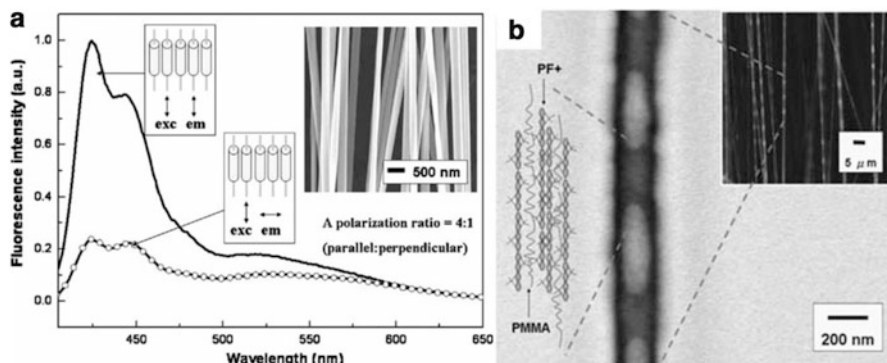 a
Fluorescence intensity (a.u.)
1.0
0.8
0.6
0.4
0.2
0.0
exc em
exc em
500 nm
A polarization ratio = 4:1
(parallel:perpendicular)
450 500 550 600 650
Wavelength (nm)
b
PF+
PMMA
5 μm
200 nm